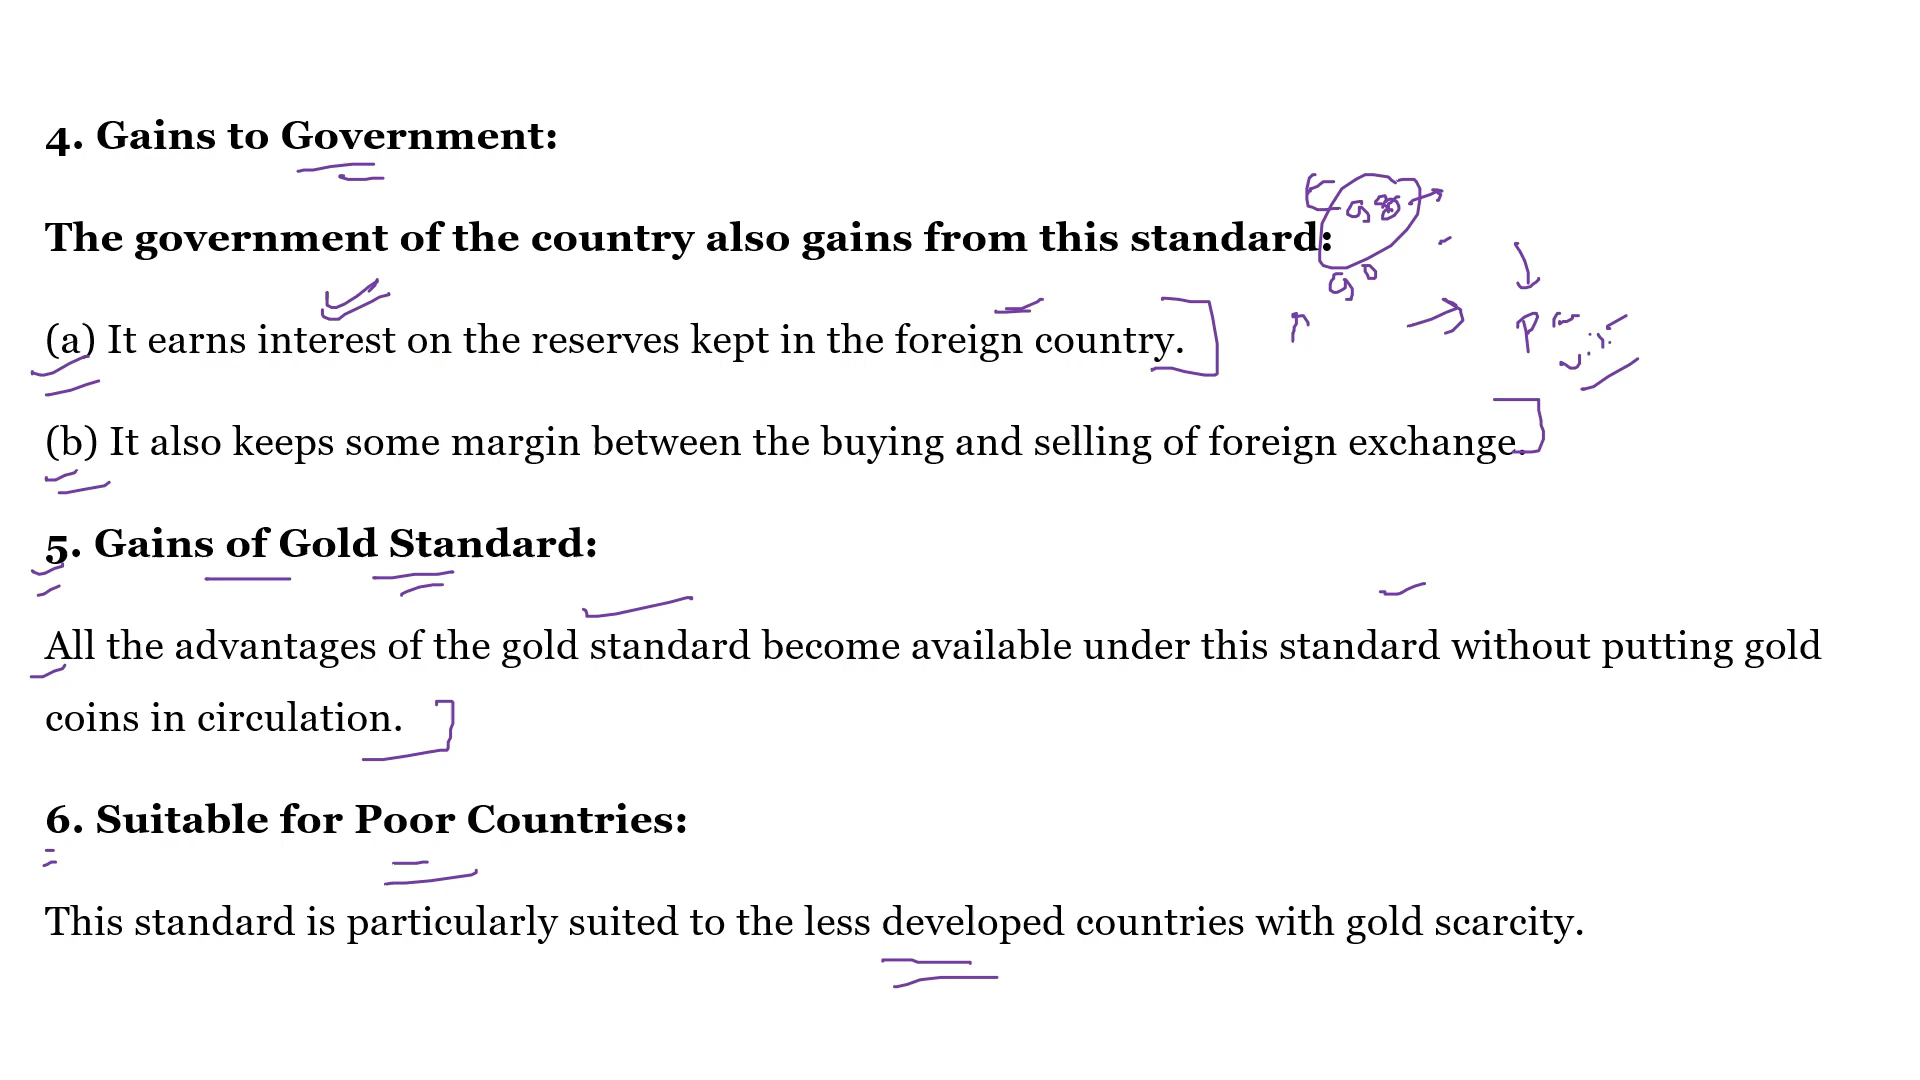 4. Gains to Government:
The government of the country also gains from this standard:
(a) It earns interest on the reserves kept in the foreign country.
(b) It also keeps some margin between the buying and selling of foreign exchange.
5. Gains of Gold Standard:
All the advantages of the gold standard become available under this standard without putting gold
coins in circulation.
6. Suitable for Poor Countries:
This standard is particularly suited to the less developed countries with gold scarcity.